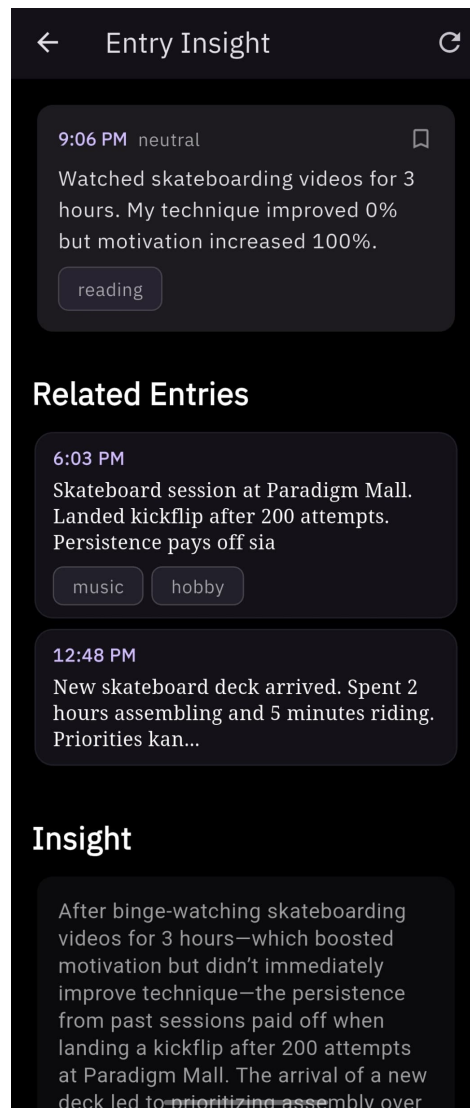 Entry Insight
9:06 PM neutral
Watched skateboarding videos for 3
hours. My technique improved 0%
but motivation increased 100%.
reading
Related Entries
6:03 PM
Skateboard session at Paradigm Mall.
Landed kickflip after 200 attempts.
Persistence pays off sia
music hobby
12:48 PM
New skateboard deck arrived. Spent 2
hours assembling and 5 minutes riding.
Priorities kan...
Insight
After binge-watching skateboarding
videos for 3 hours—which boosted
motivation but didn’t immediately
improve technique—the persistence
from past sessions paid off when
landing a kickflip after 200 attempts
at Paradigm Mall. The arrival of a new
deck led to prioritizing assembly over